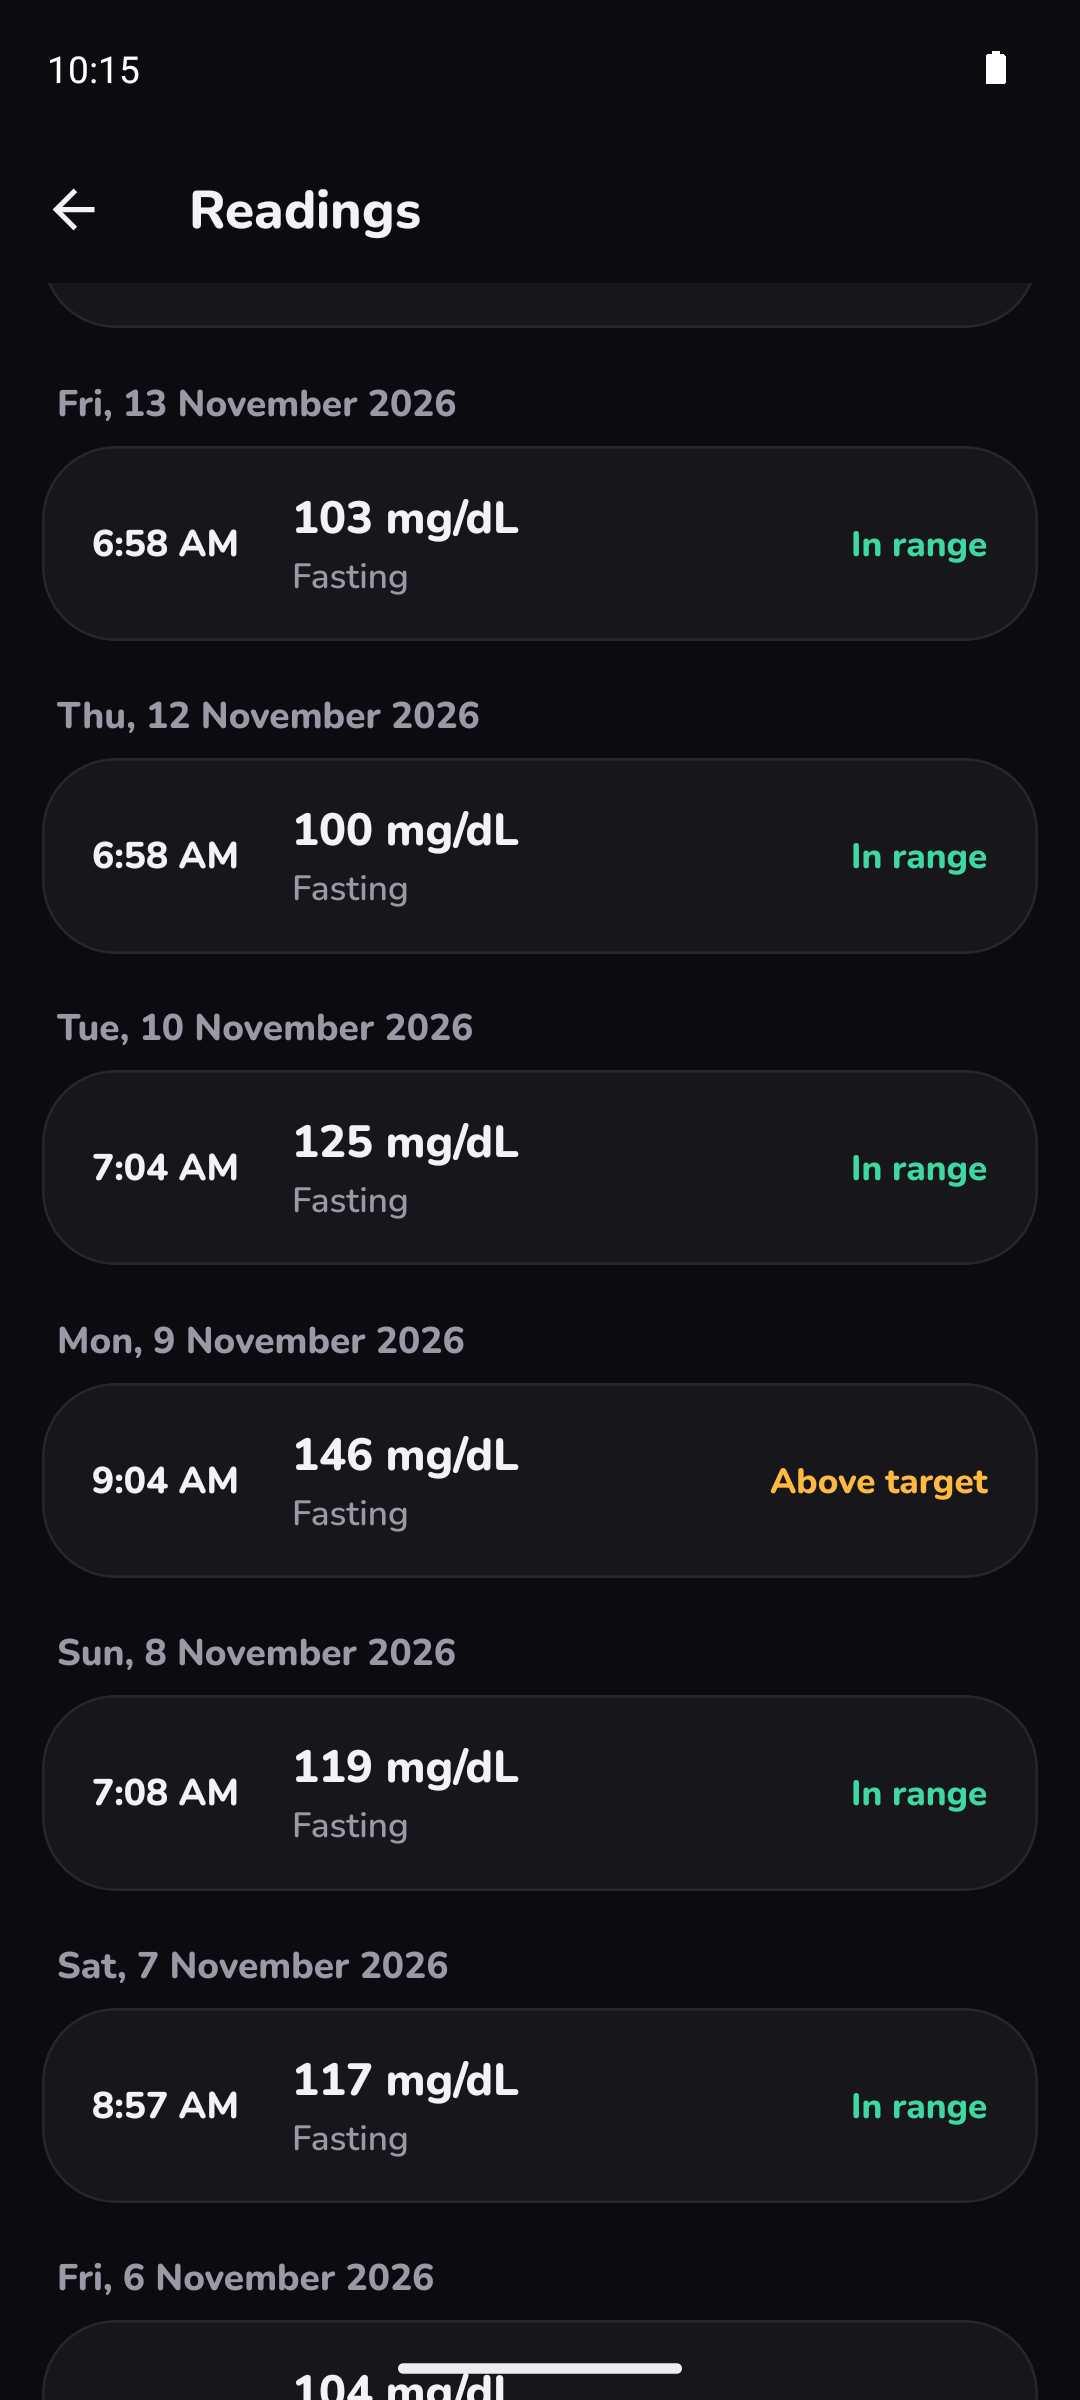 10:15
Readings
Fri, 13 November 2026
6:58 AM
103 mg/dL
Fasting
In range
Thu, 12 November 2026
6:58 AM
100 mg/dL
Fasting
In range
Tue, 10 November 2026
7:04 AM
125 mg/dL
Fasting
In range
Mon, 9 November 2026
9:04 AM
146 mg/dL
Fasting
Above target
Sun, 8 November 2026
7:08 AM
119 mg/dL
Fasting
In range
Sat, 7 November 2026
8:57 AM
117 mg/dL
Fasting
In range
Fri, 6 November 2026
104 mg/dL